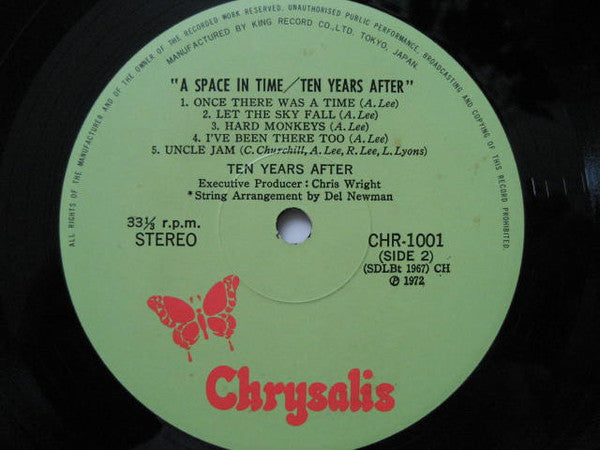 ALL RIGHTS OF THE MANUFACTURER AND OF THE OWNER OF THE RECORDED WORK RESERVED. UNAUTHORISED PUBLIC PERFORMANCE, BROADCASTING AND COPYING OF THIS RECORD PROHIBITED.
MANUFACTURED BY KING RECORD CO., LTD. TOKYO, JAPAN.
"A SPACE IN TIME/TEN YEARS AFTER"
1. ONCE THERE WAS A TIME (A. Lee)
2. LET THE SKY FALL (A. Lee)
3. HARD MONKEYS (A. Lee)
4. I'VE BEEN THERE TOO (A. Lee)
5. UNCLE JAM (C. Churchill, A. Lee, R. Lee, L. Lyons)
TEN YEARS AFTER
Executive Producer : Chris Wright
*String Arrangement by Del Newman
33⅓ r.p.m.
STEREO
CHR-1001
(SIDE 2)
(SDLBt 1967) CH
Ⓟ 1972
Chrysalis